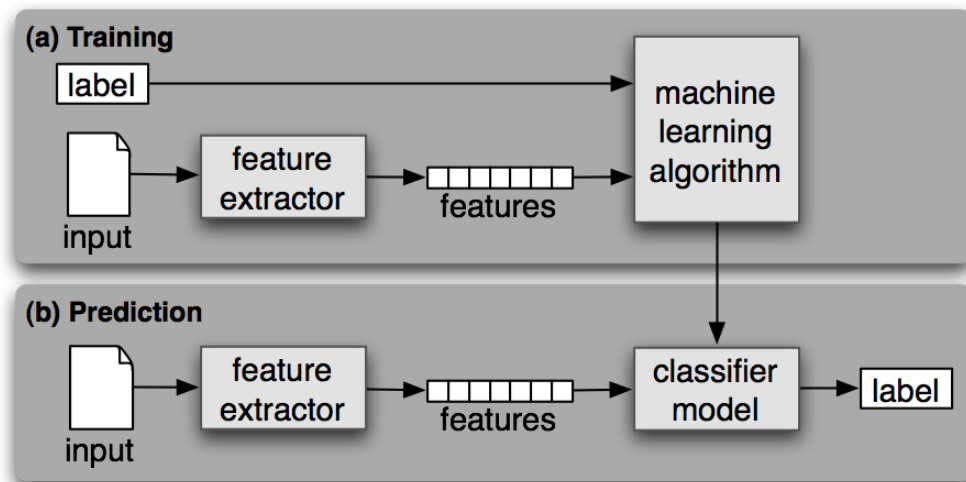 (a) Training
label
machine
learning
algorithm
feature
extractor
features
input
(b) Prediction
feature
extractor
features
input
classifier
model
label